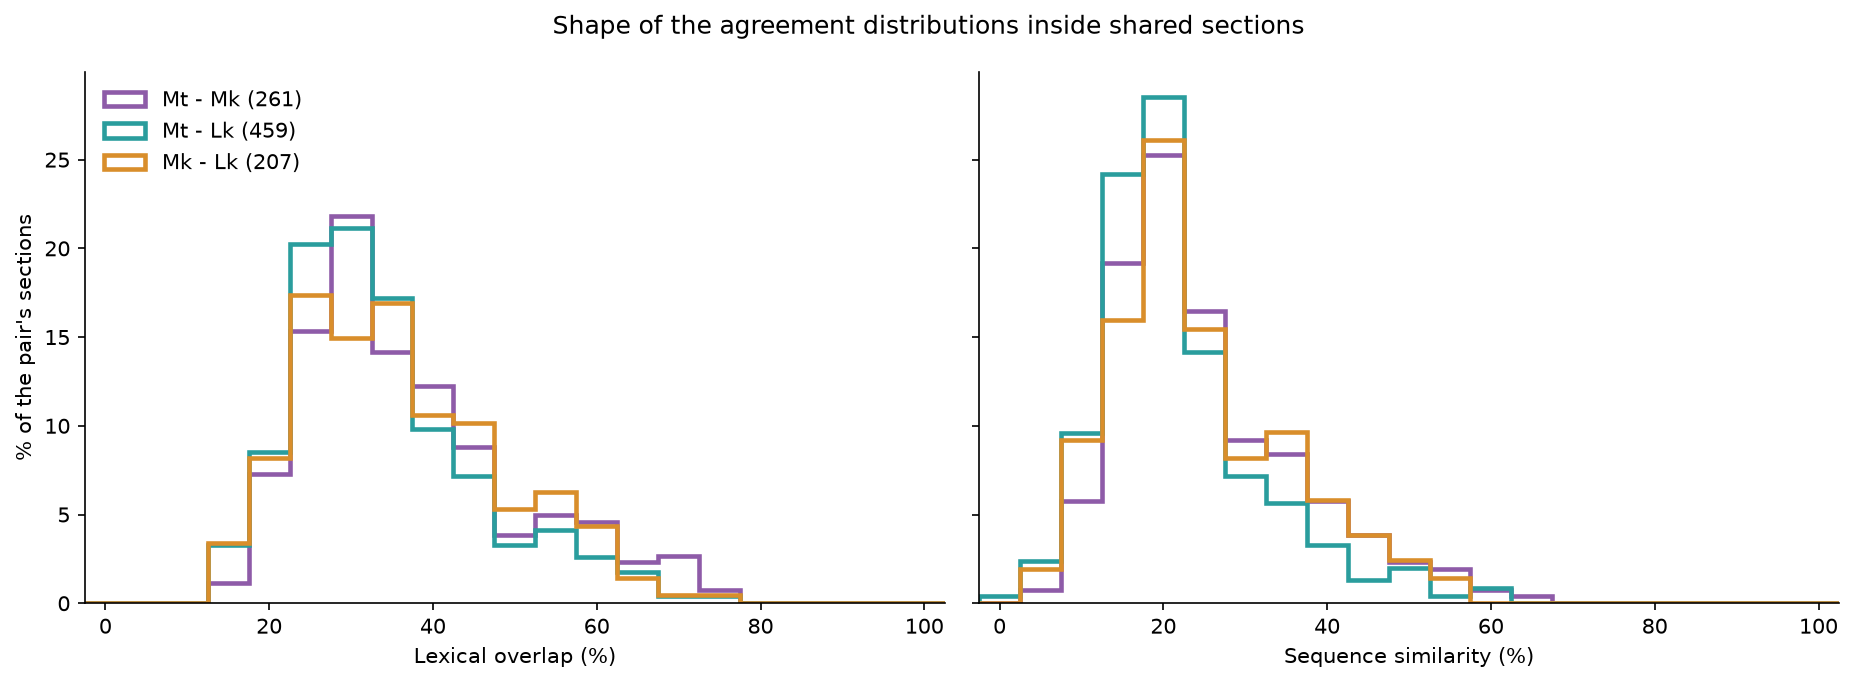 Shape of the agreement distributions inside shared sections
Mt - Mk (261)
Mt - Lk (459)
Mk - Lk (207)
% of the pair's sections
25
20
15
10
5
0
0 20 40 60 80 100
Lexical overlap (%)
0 20 40 60 80 100
Sequence similarity (%)